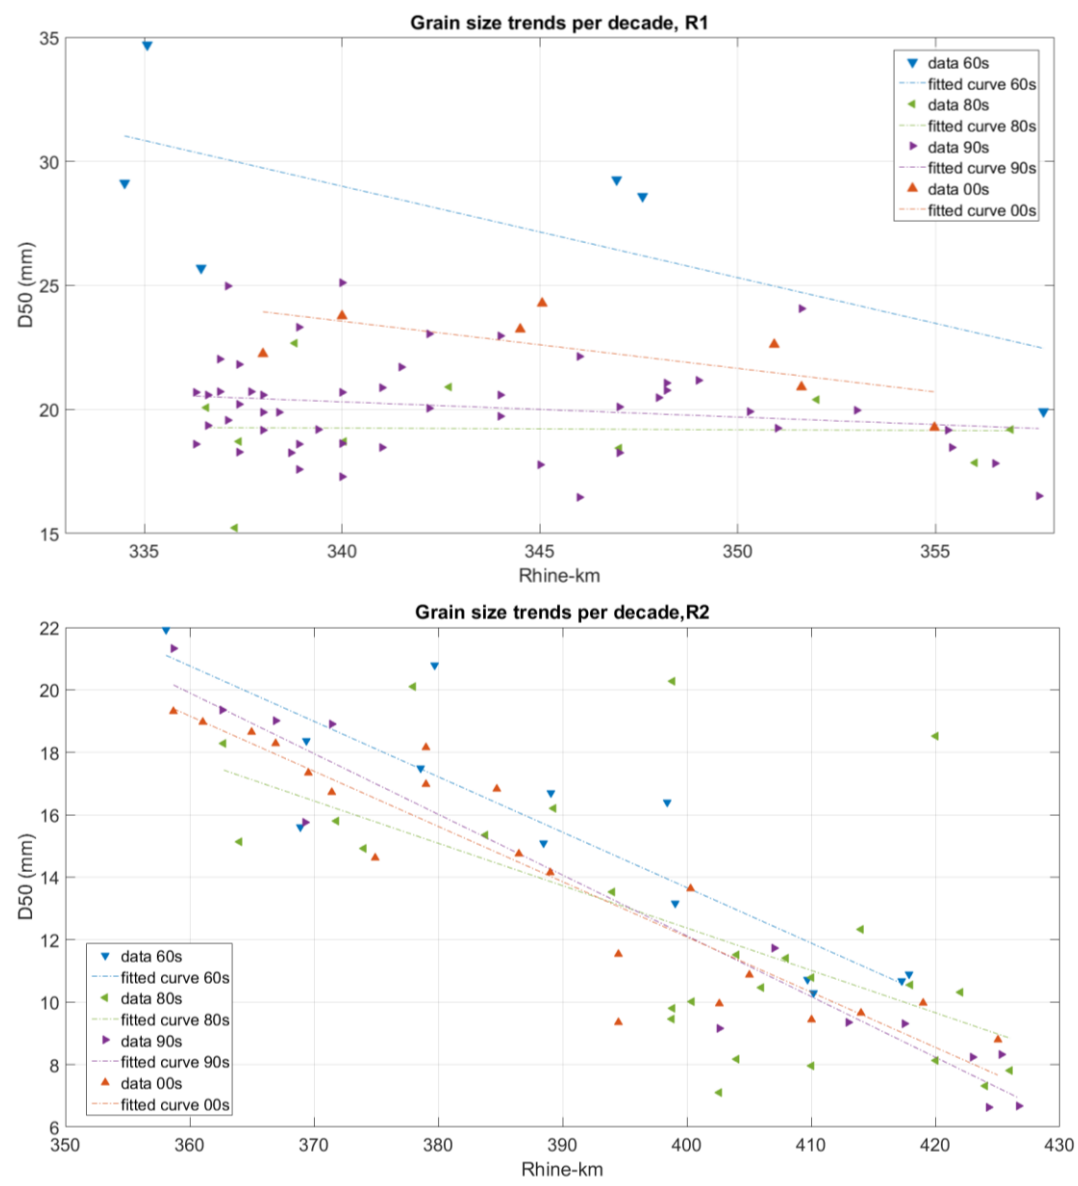 Grain size trends per decade, R1
35
30
25
20
15
D50 (mm)
335
340
345
350
355
Rhine-km
data 60s
fitted curve 60s
data 80s
fitted curve 80s
data 90s
fitted curve 90s
data 00s
fitted curve 00s
Grain size trends per decade,R2
22
20
18
16
14
12
10
8
6
D50 (mm)
350
360
370
380
390
400
410
420
430
Rhine-km
data 60s
fitted curve 60s
data 80s
fitted curve 80s
data 90s
fitted curve 90s
data 00s
fitted curve 00s